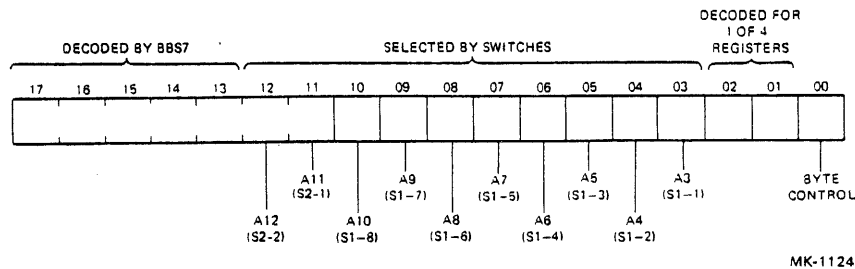 DECODED FOR
1 OF 4
REGISTERS
DECODED BY BBS7
SELECTED BY SWITCHES
17 16 15 14 13 12 11 10 09 08 07 06 05 04 03 02 01 00
A11 A9 A7 A5 A3 BYTE
(S2-1) (S1-7) (S1-5) (S1-3) (S1-1) CONTROL
A12 A10 A8 A6 A4
(S2-2) (S1-8) (S1-6) (S1-4) (S1-2)
MK-1124